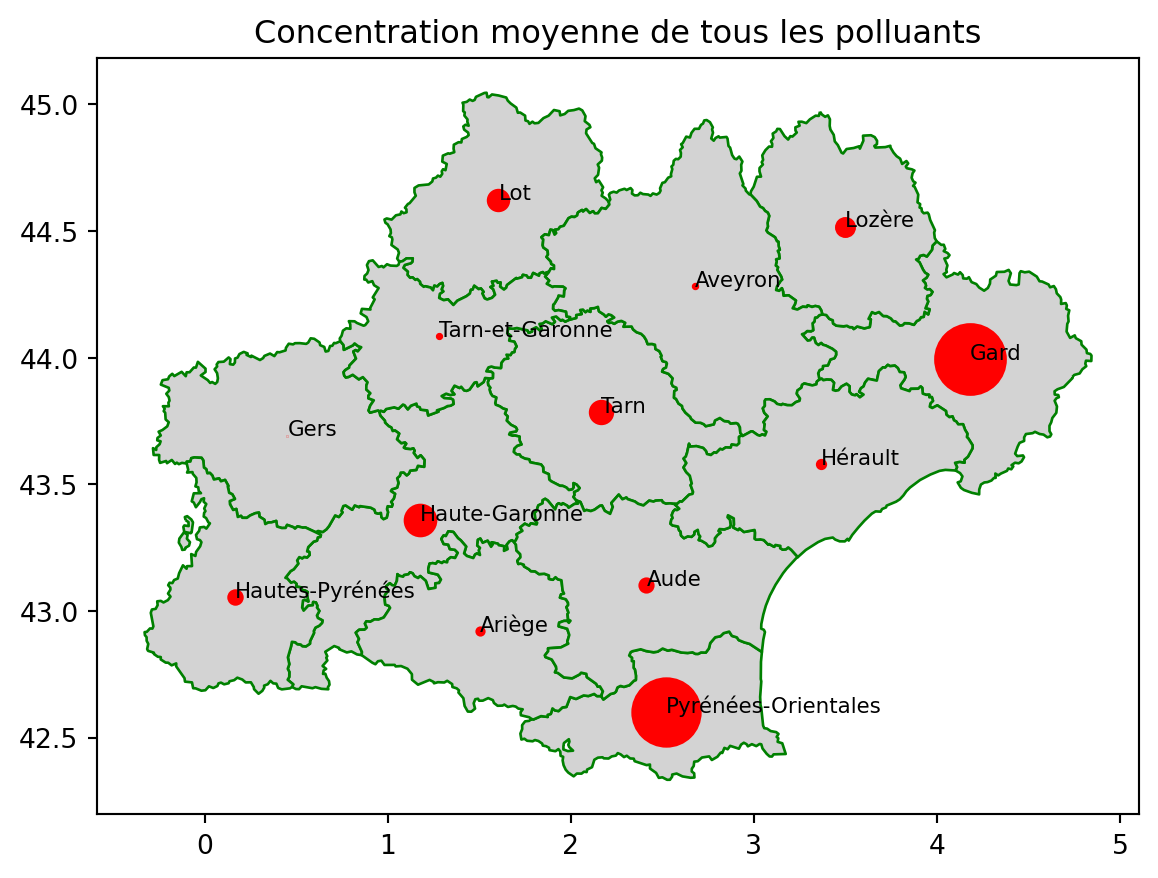 Concentration moyenne de tous les polluants
45.0
44.5
44.0
43.5
43.0
42.5
Lot
Lozère
Aveyron
Tarn-et-Garonne
Gard
Tarn
Gers
Hérault
Haute-Garonne
Hautes-Pyrénées
Aude
Ariège
Pyrénées-Orientales
0 1 2 3 4 5